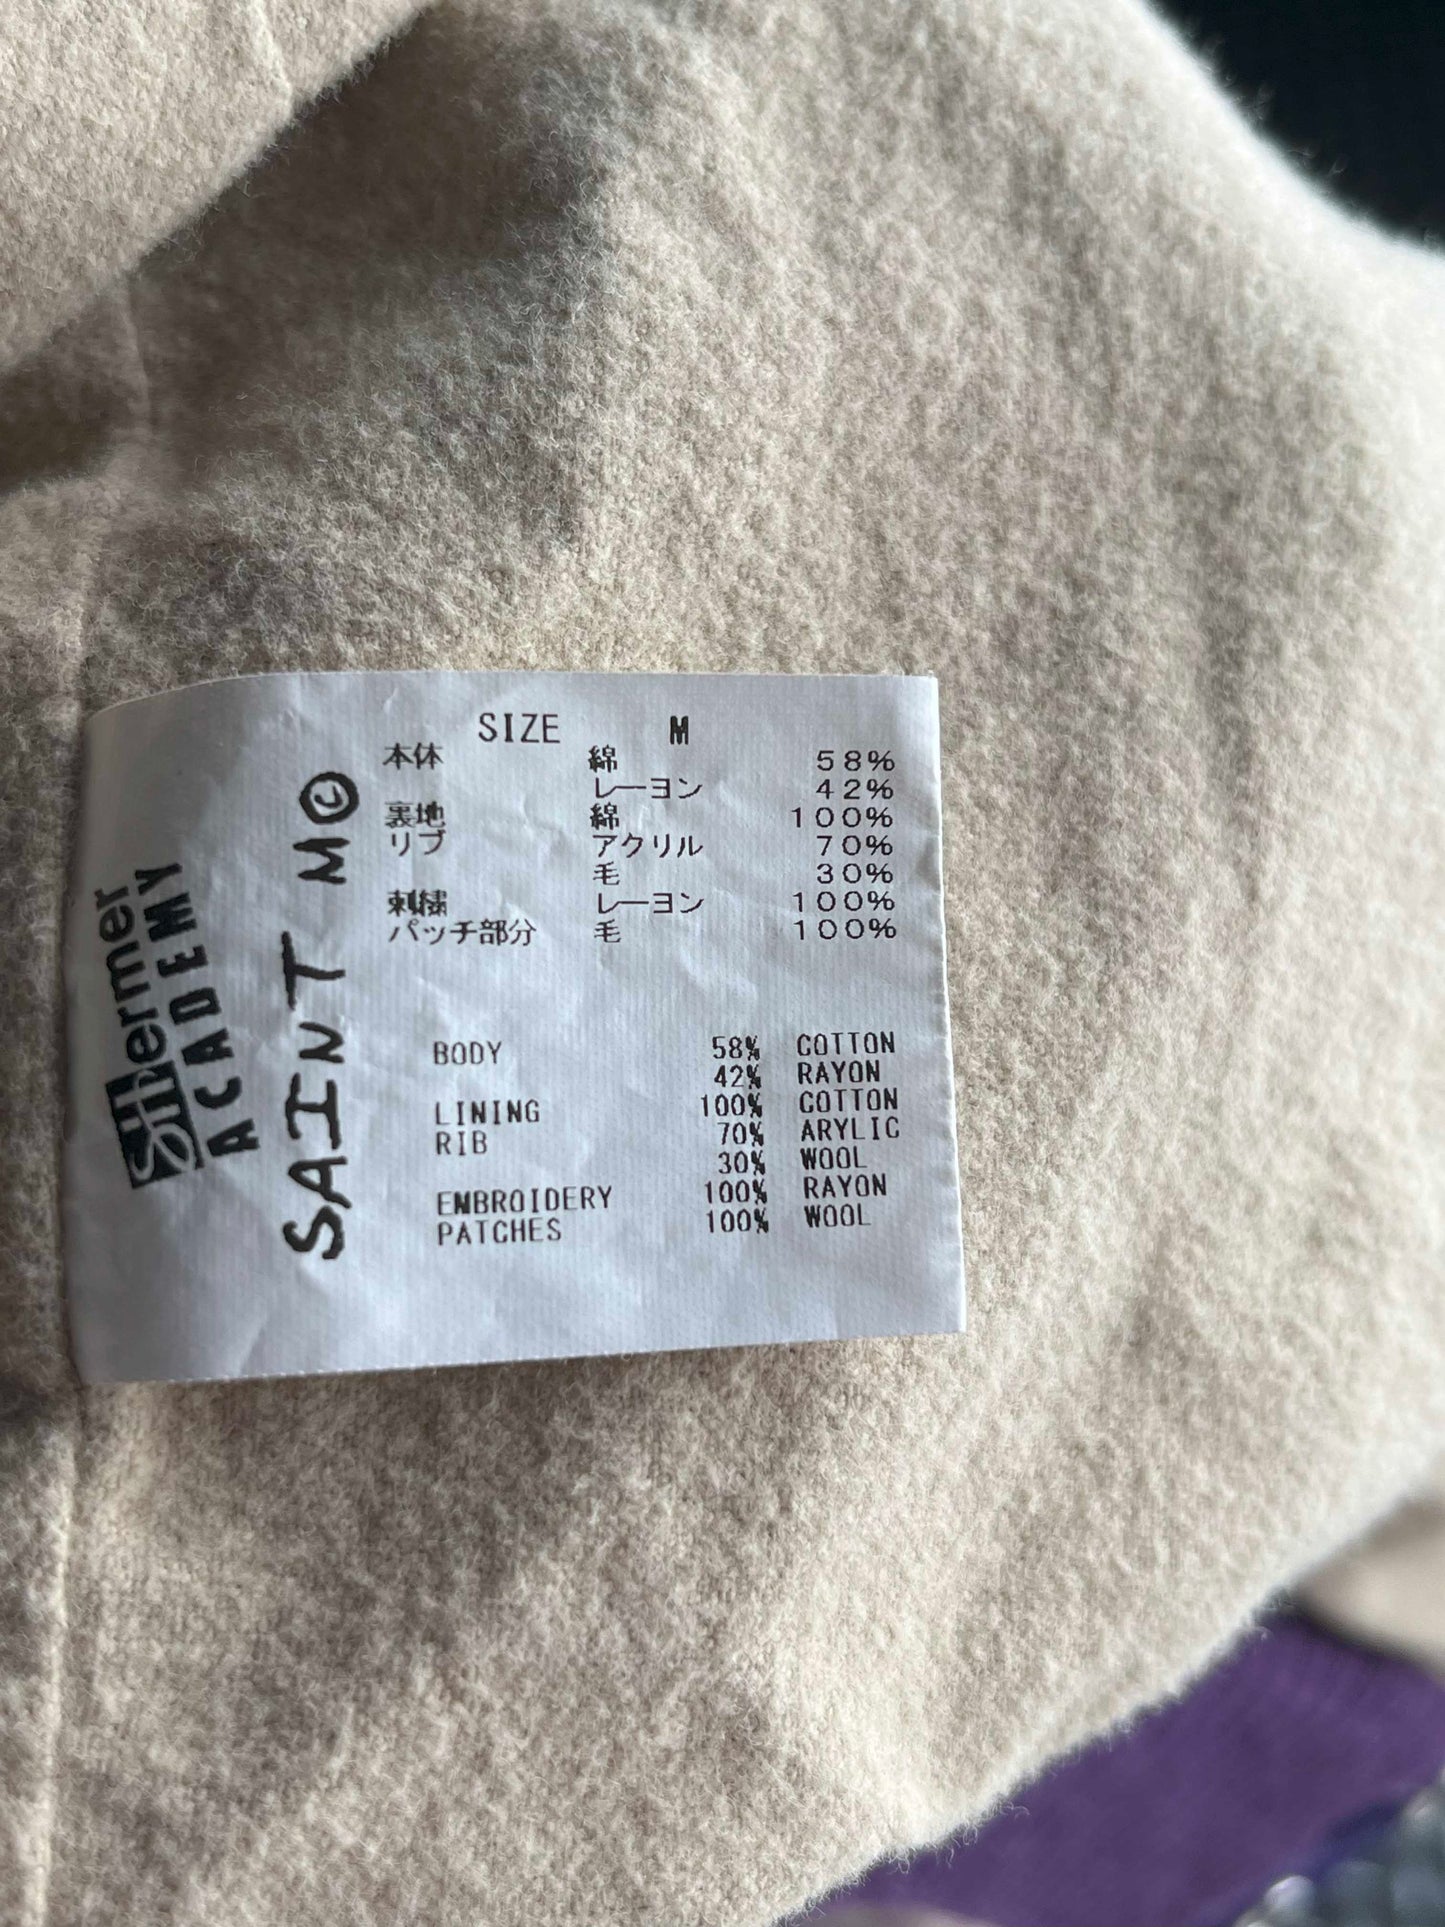 SIZE M
本体 綿 58%
レーヨン 42%
裏地 綿 100%
リブ アクリル 70%
毛 30%
刺繍 レーヨン 100%
パッチ部分 毛 100%
BODY 58% COTTON
42% RAYON
LINING 100% COTTON
RIB 70% ARYLIC
30% WOOL
EMBROIDERY 100% RAYON
PATCHES 100% WOOL
SHermer
ACADEMY
SAINT M©